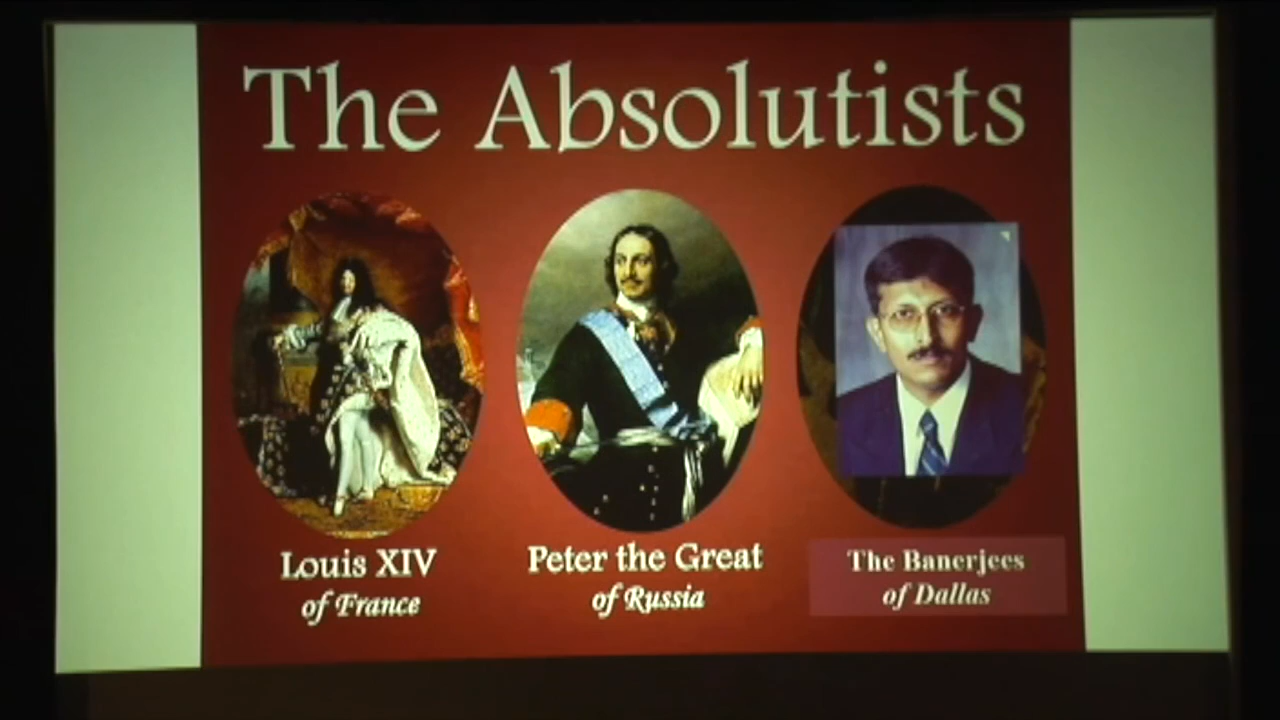 The Absolutists
Louis XIV
of France
Peter the Great
of Russia
The Banerjees
of Dallas